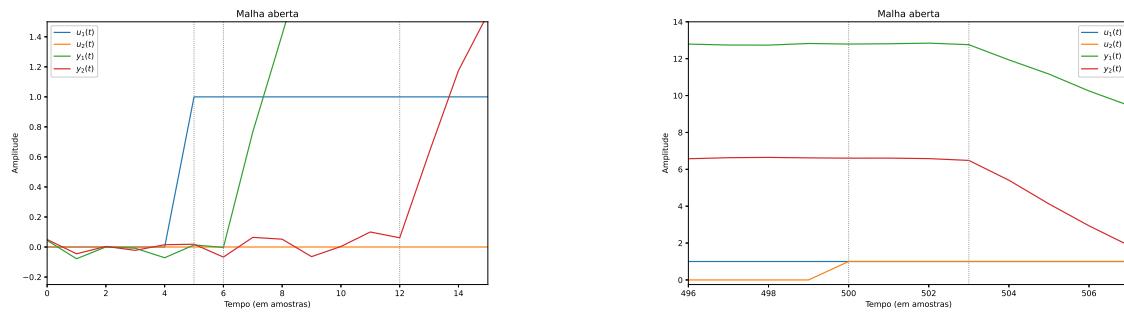 Malha aberta
u₁(t)
u₂(t)
y₁(t)
y₂(t)
Amplitude
1.4
1.2
1.0
0.8
0.6
0.4
0.2
0.0
−0.2
0 2 4 6 8 10 12 14
Tempo (em amostras)
Malha aberta
u₁(t)
u₂(t)
y₁(t)
y₂(t)
Amplitude
14
12
10
8
6
4
2
0
496 498 500 502 504 506
Tempo (em amostras)